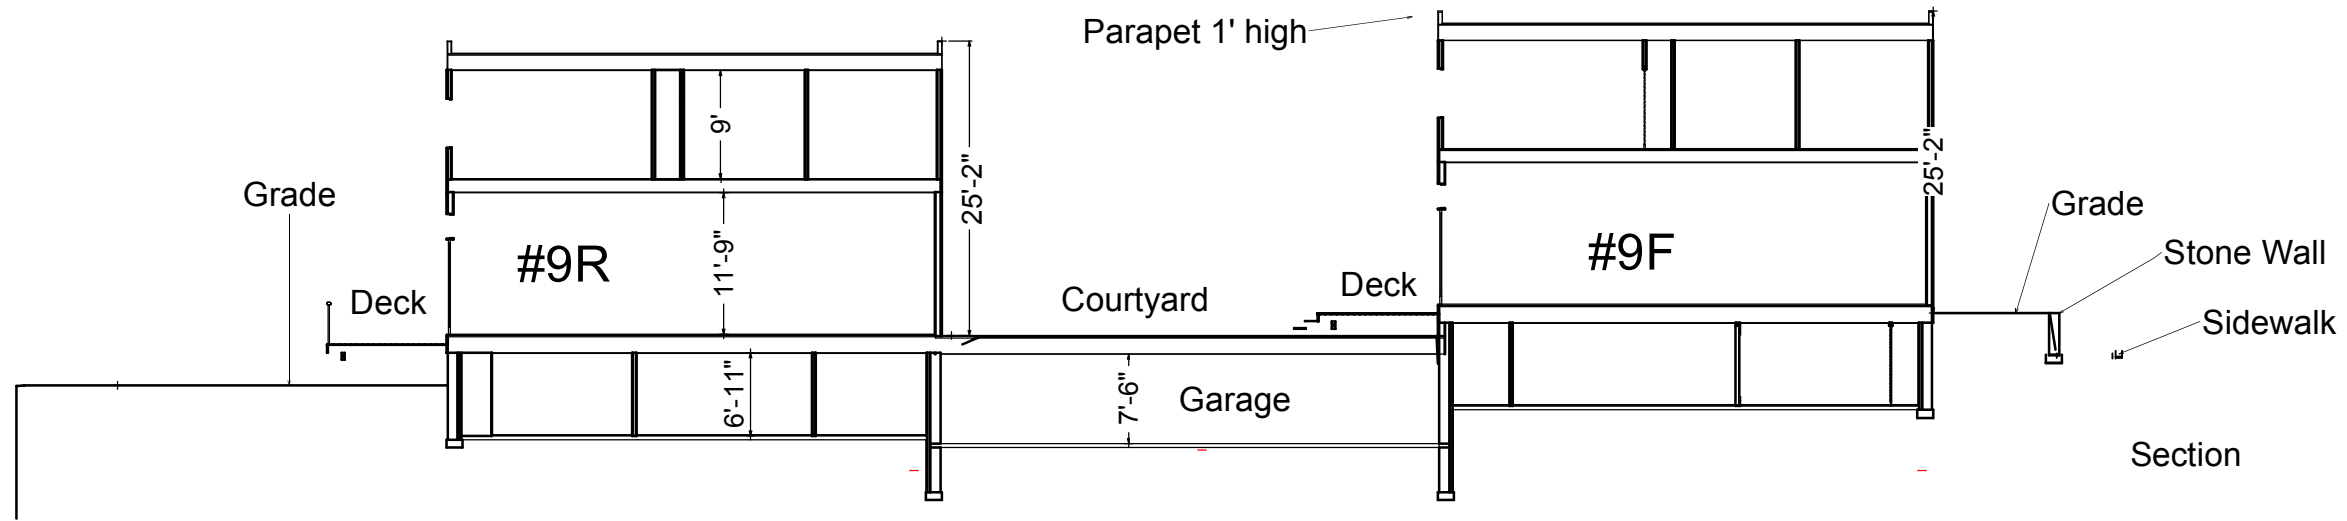 Parapet 1' high
9'
25'-2"
25'-2"
Grade
Grade
#9R
11'-9"
#9F
Stone Wall
Deck
Courtyard
Deck
Sidewalk
6'-11"
7'-6"
Garage
Section